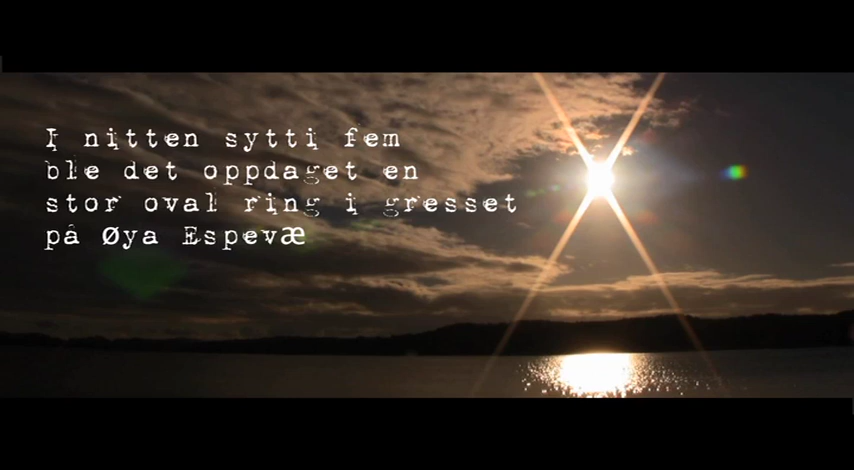 I nitten sytti fem
ble det oppdaget en
stor oval ring i gresset
på Øya Espevæ